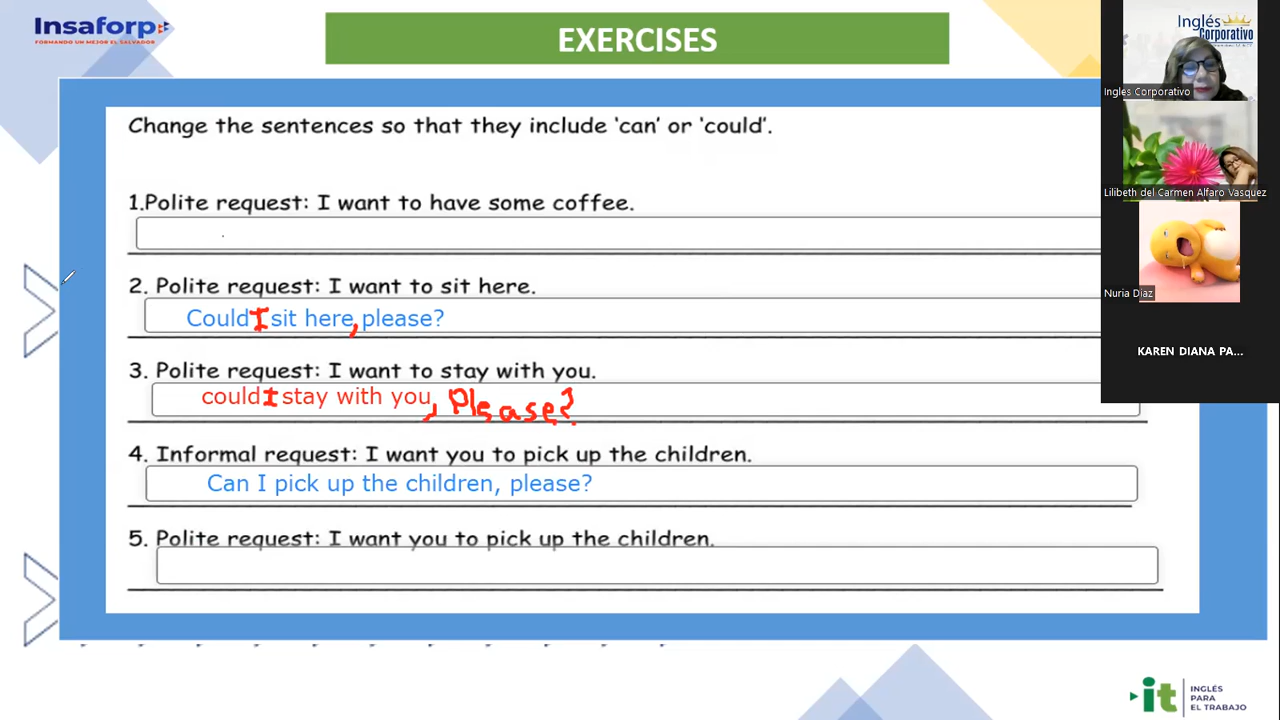 Insaforp
FORMANDO UN MEJOR EL SALVADOR
EXERCISES
Inglés
Corporativo
Ingles Corporativo
Lilibeth del Carmen Alfaro Vasquez
Nuria Diaz
KAREN DIANA PA...
Change the sentences so that they include 'can' or 'could'.
1.Polite request: I want to have some coffee.
2. Polite request: I want to sit here.
Could I sit here, please?
3. Polite request: I want to stay with you.
could I stay with you, Please?
4. Informal request: I want you to pick up the children.
Can I pick up the children, please?
5. Polite request: I want you to pick up the children.
it
INGLÉS
PARA
EL TRABAJO